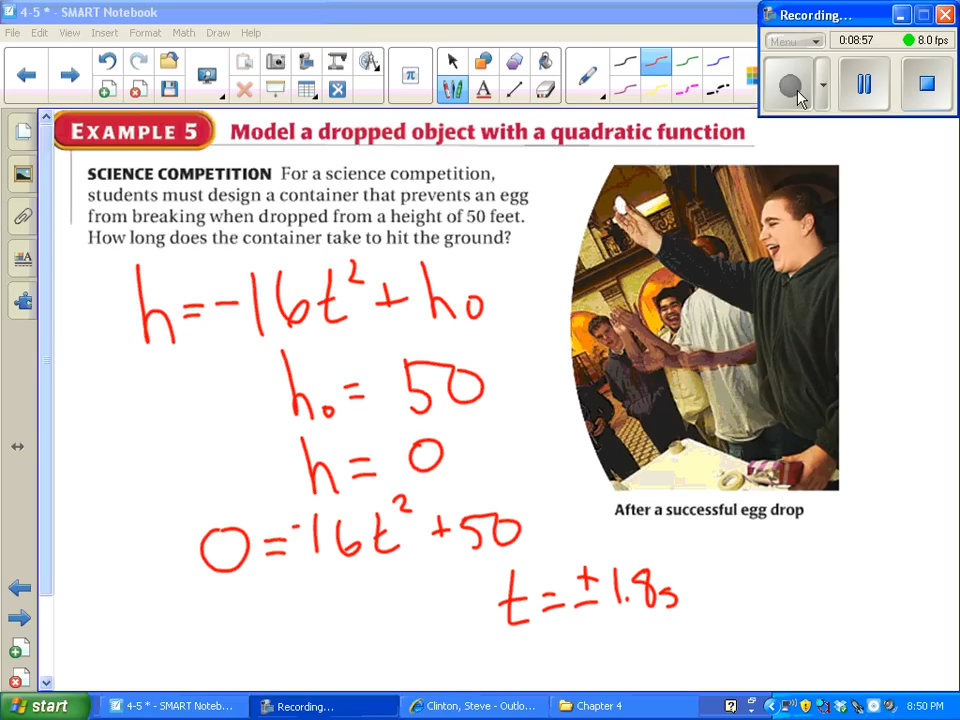 4-5 * - SMART Notebook
File Edit View Insert Format Math Draw Help
Recording...
Menu
0:08:57
8.0 fps
EXAMPLE 5 Model a dropped object with a quadratic function
SCIENCE COMPETITION For a science competition,
students must design a container that prevents an egg
from breaking when dropped from a height of 50 feet.
How long does the container take to hit the ground?
h = -16t² + h₀
h₀ = 50
h = 0
0 = -16t² + 50
t = ±1.8s
After a successful egg drop
start
4-5 * - SMART Notebo...
Recording...
Clinton, Steve - Outlo...
Chapter 4
8:50 PM